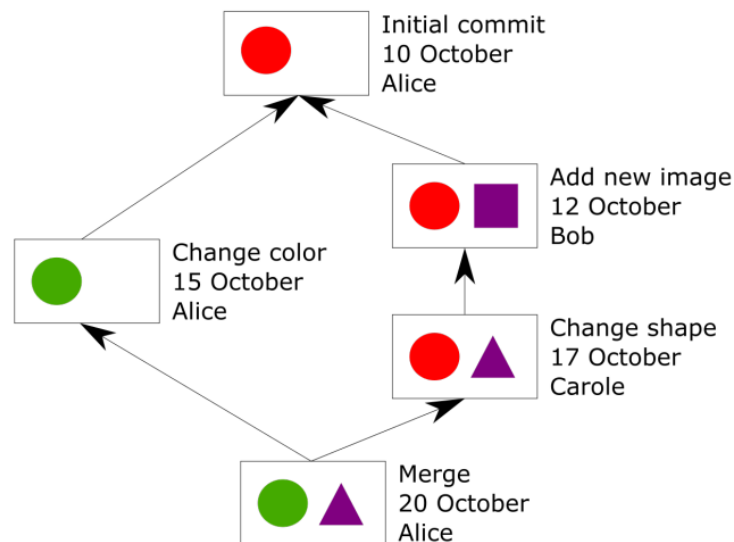 Initial commit
10 October
Alice
Add new image
12 October
Bob
Change color
15 October
Alice
Change shape
17 October
Carole
Merge
20 October
Alice